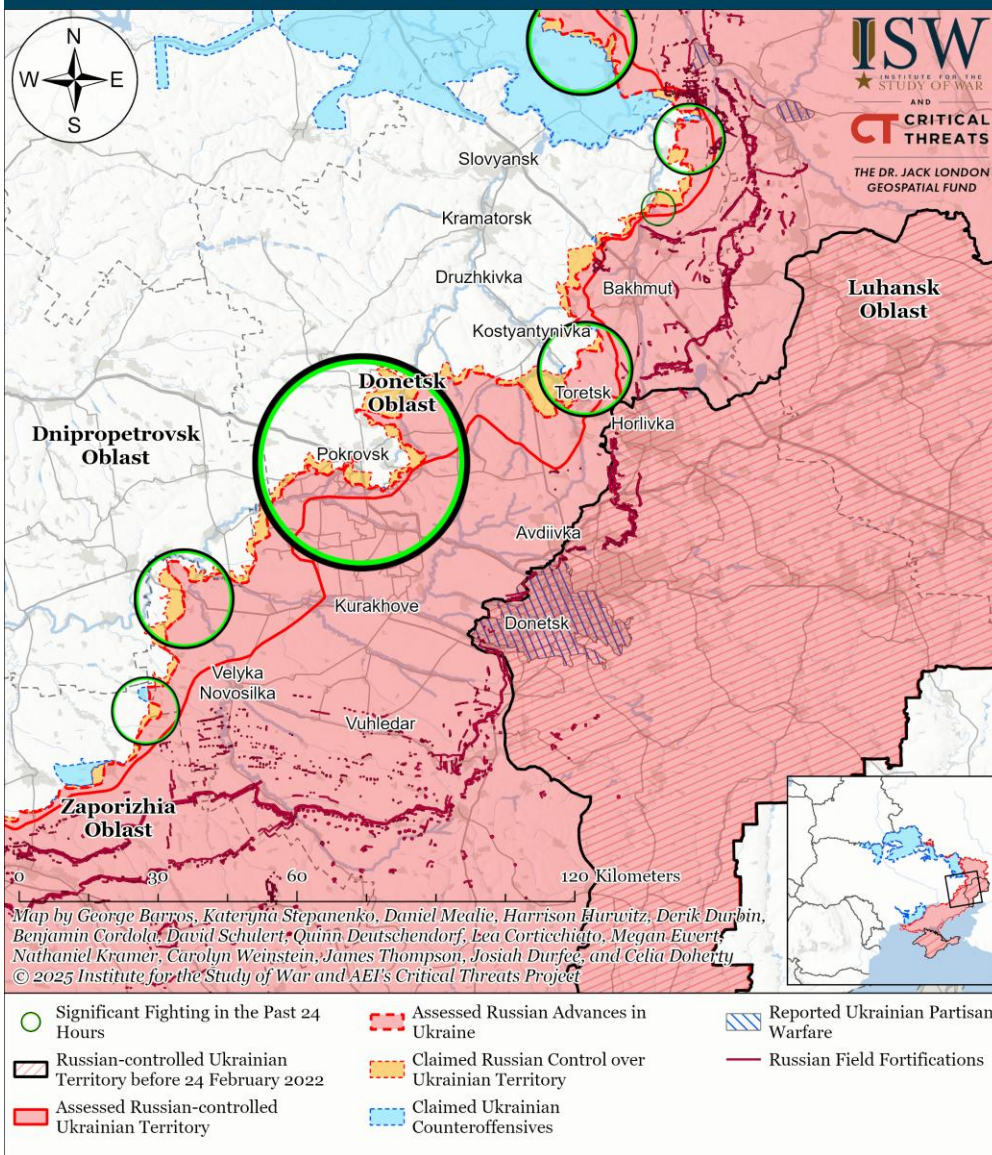 N
W E
S
ISW
INSTITUTE FOR THE
STUDY OF WAR
AND
CT CRITICAL
THREATS
THE DR. JACK LONDON
GEOSPATIAL FUND
Slovyansk
Kramatorsk
Druzhkivka
Bakhmut
Luhansk
Oblast
Kostyantynivka
Donetsk
Oblast
Toretsk
Horlivka
Dnipropetrovsk
Oblast
Pokrovsk
Avdiivka
Kurakhove
Donetsk
Velyka
Novosilka
Vuhledar
Zaporizhia
Oblast
0 30 60 120 Kilometers
Map by George Barros, Kateryna Stepanenko, Daniel Mealie, Harrison Hurwitz, Derik Durbin,
Benjamin Cordola, David Schulert, Quinn Deutschendorf, Lea Corticchiato, Megan Ewert,
Nathaniel Kramer, Carolyn Weinstein, James Thompson, Josiah Durfee, and Celia Doherty
© 2025 Institute for the Study of War and AEI's Critical Threats Project
Significant Fighting in the Past 24
Hours
Russian-controlled Ukrainian
Territory before 24 February 2022
Assessed Russian-controlled
Ukrainian Territory
Assessed Russian Advances in
Ukraine
Claimed Russian Control over
Ukrainian Territory
Claimed Ukrainian
Counteroffensives
Reported Ukrainian Partisan
Warfare
Russian Field Fortifications